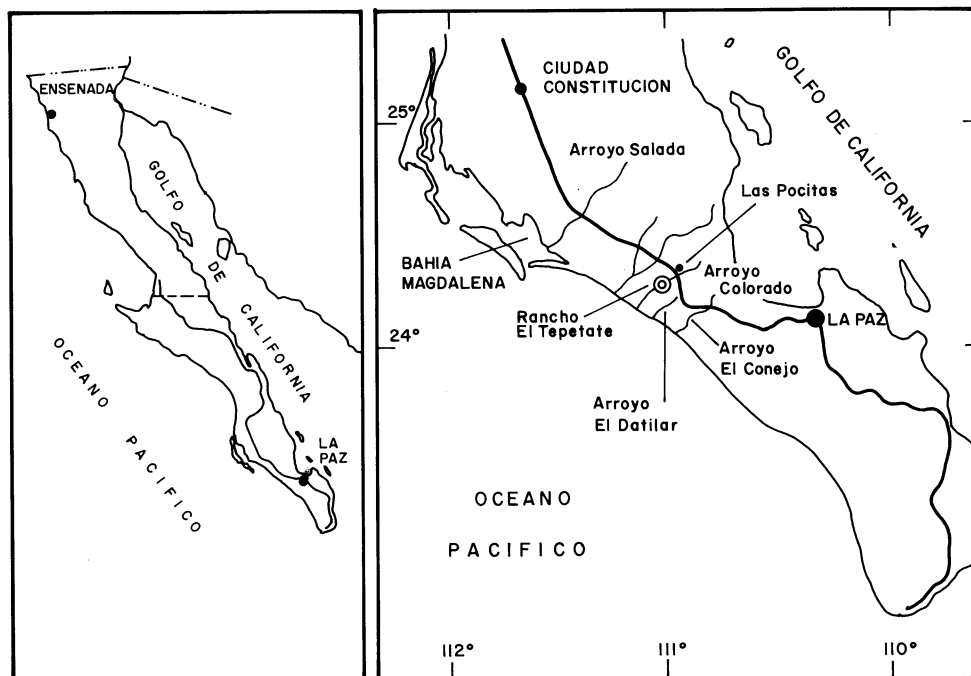 ENSENADA
GOLFO
DE
CALIFORNIA
OCEANO
PACIFICO
LA
PAZ
25°
24°
112°
111°
110°
CIUDAD
CONSTITUCION
GOLFO DE CALIFORNIA
Arroyo Salada
Las Pocitas
BAHIA
MAGDALENA
Arroyo
Colorado
Rancho
El Tepetate
LA PAZ
Arroyo
El Conejo
Arroyo
El Datilar
OCEANO
PACIFICO